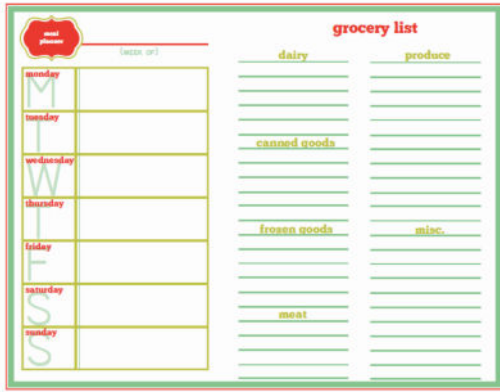 meal
planner
{week of}
monday
M
tuesday
T
wednesday
W
thursday
T
friday
F
saturday
S
sunday
S
grocery list
dairy
produce
canned goods
frozen goods
misc.
meat